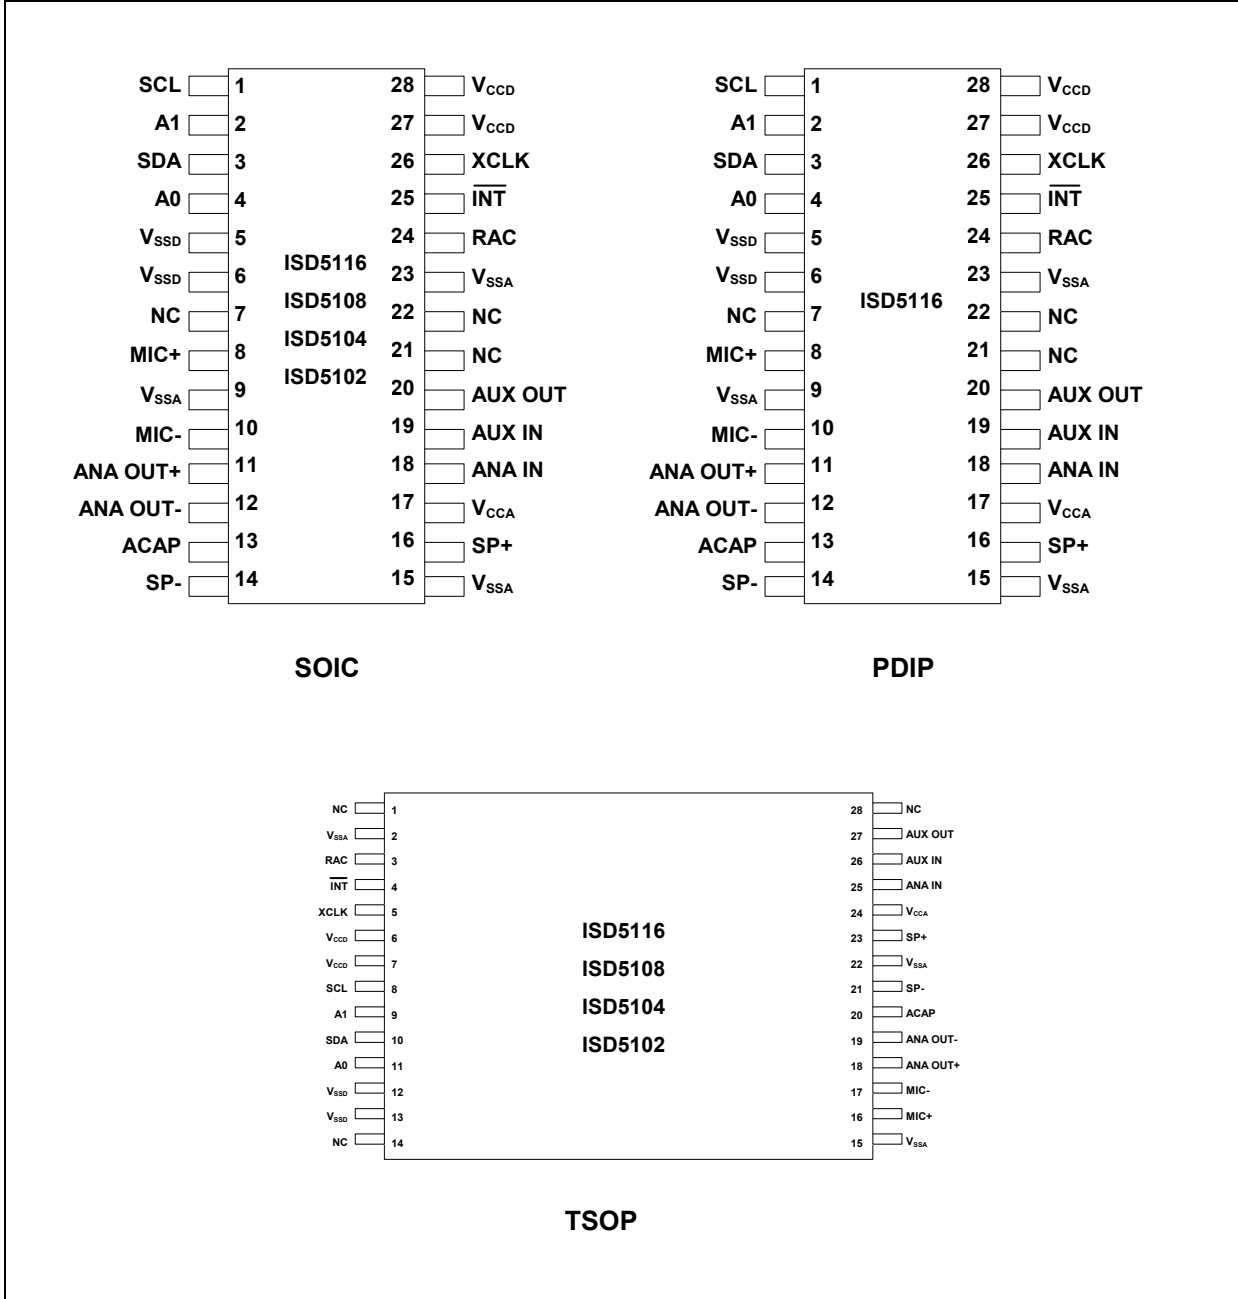 SCL 1 28 VCCD
A1 2 27 VCCD
SDA 3 26 XCLK
A0 4 25 INT
VSSD 5 24 RAC
VSSD 6 23 VSSA
NC 7 22 NC
MIC+ 8 21 NC
VSSA 9 20 AUX OUT
MIC- 10 19 AUX IN
ANA OUT+ 11 18 ANA IN
ANA OUT- 12 17 VCCA
ACAP 13 16 SP+
SP- 14 15 VSSA
ISD5116
ISD5108
ISD5104
ISD5102
SOIC
SCL 1 28 VCCD
A1 2 27 VCCD
SDA 3 26 XCLK
A0 4 25 INT
VSSD 5 24 RAC
VSSD 6 23 VSSA
NC 7 22 NC
MIC+ 8 21 NC
VSSA 9 20 AUX OUT
MIC- 10 19 AUX IN
ANA OUT+ 11 18 ANA IN
ANA OUT- 12 17 VCCA
ACAP 13 16 SP+
SP- 14 15 VSSA
ISD5116
PDIP
NC 1 28 NC
VSSA 2 27 AUX OUT
RAC 3 26 AUX IN
INT 4 25 ANA IN
XCLK 5 24 VCCA
VCCD 6 23 SP+
VCCD 7 22 VSSA
SCL 8 21 SP-
A1 9 20 ACAP
SDA 10 19 ANA OUT-
A0 11 18 ANA OUT+
VSSD 12 17 MIC-
VSSD 13 16 MIC+
NC 14 15 VSSA
ISD5116
ISD5108
ISD5104
ISD5102
TSOP